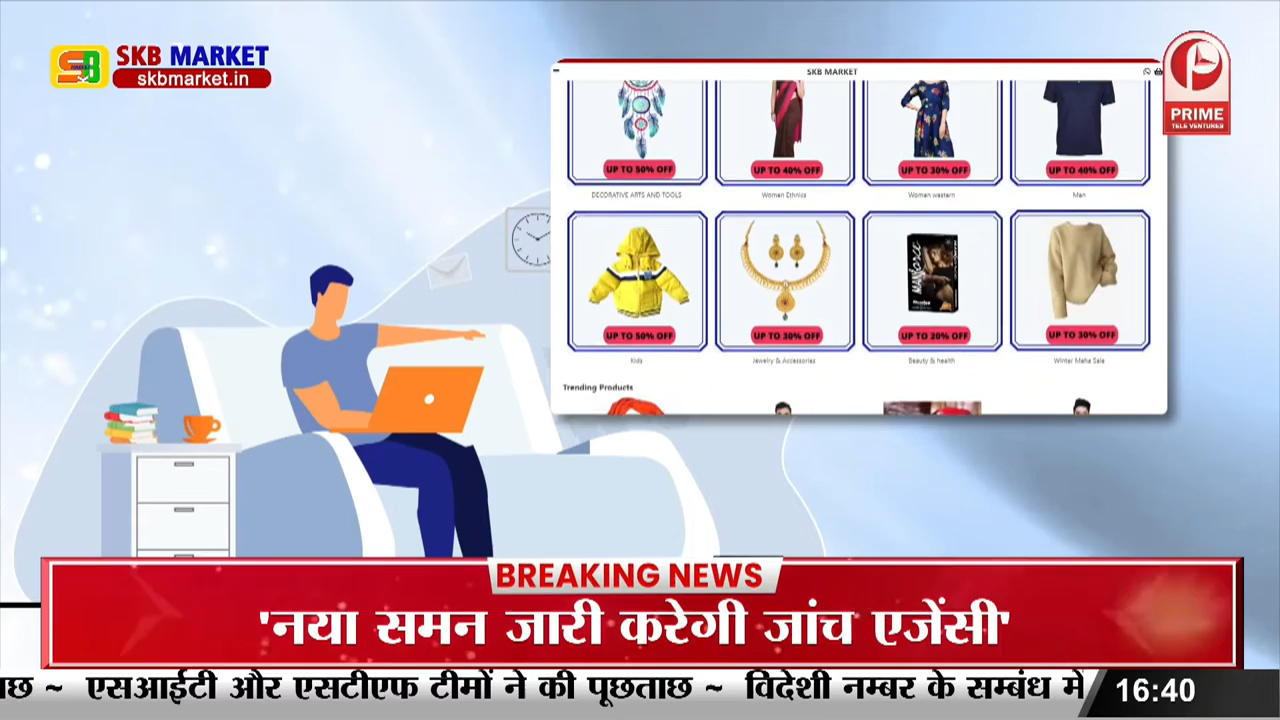 SKB MARKET
skbmarket.in
SKB MARKET
PRIME
TELE VENTURES
UP TO 50% OFF
UP TO 40% OFF
UP TO 30% OFF
UP TO 40% OFF
DECORATIVE ARTS AND TOOLS
Women Ethnics
Women western
Man
MANFORCE
UP TO 50% OFF
UP TO 30% OFF
UP TO 20% OFF
UP TO 30% OFF
Kids
Jewelry & Accessories
Beauty & health
Winter Maha Sale
Trending Products
BREAKING NEWS
'नया समन जारी करेगी जांच एजेंसी'
छ ~ एसआईटी और एसटीएफ टीमों ने की पूछताछ ~ विदेशी नम्बर के सम्बंध में
16:40